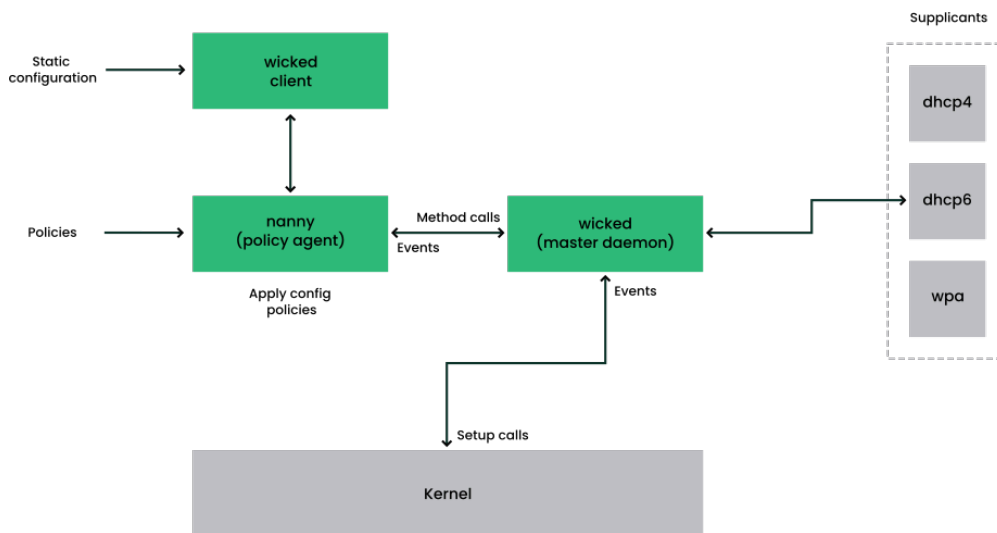 Supplicants
Static
configuration
wicked
client
dhcp4
Policies
nanny
(policy agent)
Method calls
Events
wicked
(master daemon)
dhcp6
Apply config
policies
Events
wpa
Setup calls
Kernel